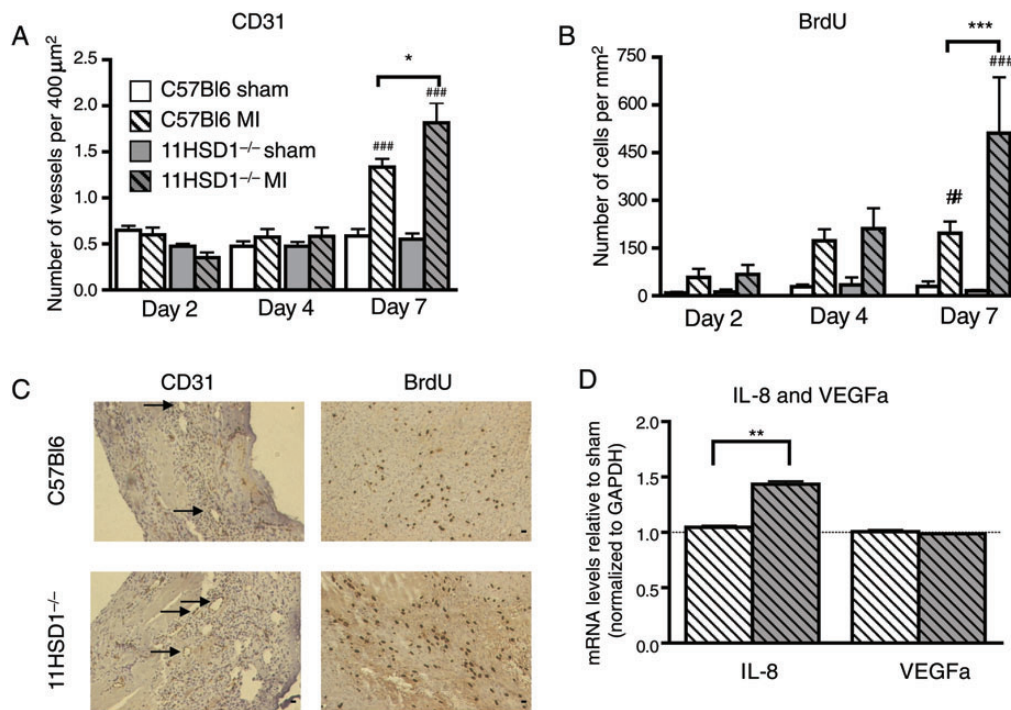 A
CD31
Number of vessels per 400 µm²
2.5
2.0
1.5
1.0
0.5
0.0
C57Bl6 sham
C57Bl6 MI
11HSD1⁻/⁻ sham
11HSD1⁻/⁻ MI
*
###
###
Day 2
Day 4
Day 7
B
BrdU
Number of cells per mm²
750
600
450
300
150
0
***
##
###
Day 2
Day 4
Day 7
C
CD31
BrdU
C57Bl6
11HSD1⁻/⁻
D
IL-8 and VEGFa
mRNA levels relative to sham
(normalized to GAPDH)
2.0
1.5
1.0
0.5
0.0
**
IL-8
VEGFa